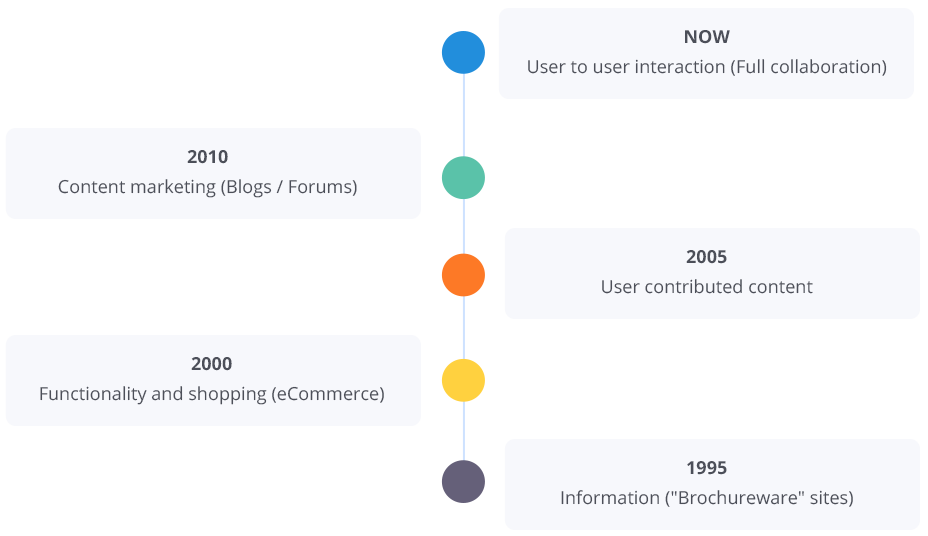 NOW
User to user interaction (Full collaboration)
2010
Content marketing (Blogs / Forums)
2005
User contributed content
2000
Functionality and shopping (eCommerce)
1995
Information ("Brochureware" sites)